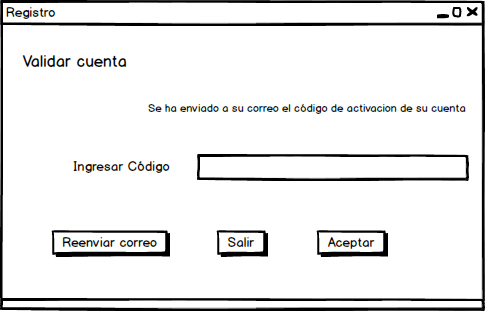 Registro
Validar cuenta
Se ha enviado a su correo el código de activacion de su cuenta
Ingresar Código
Reenviar correo
Salir
Aceptar